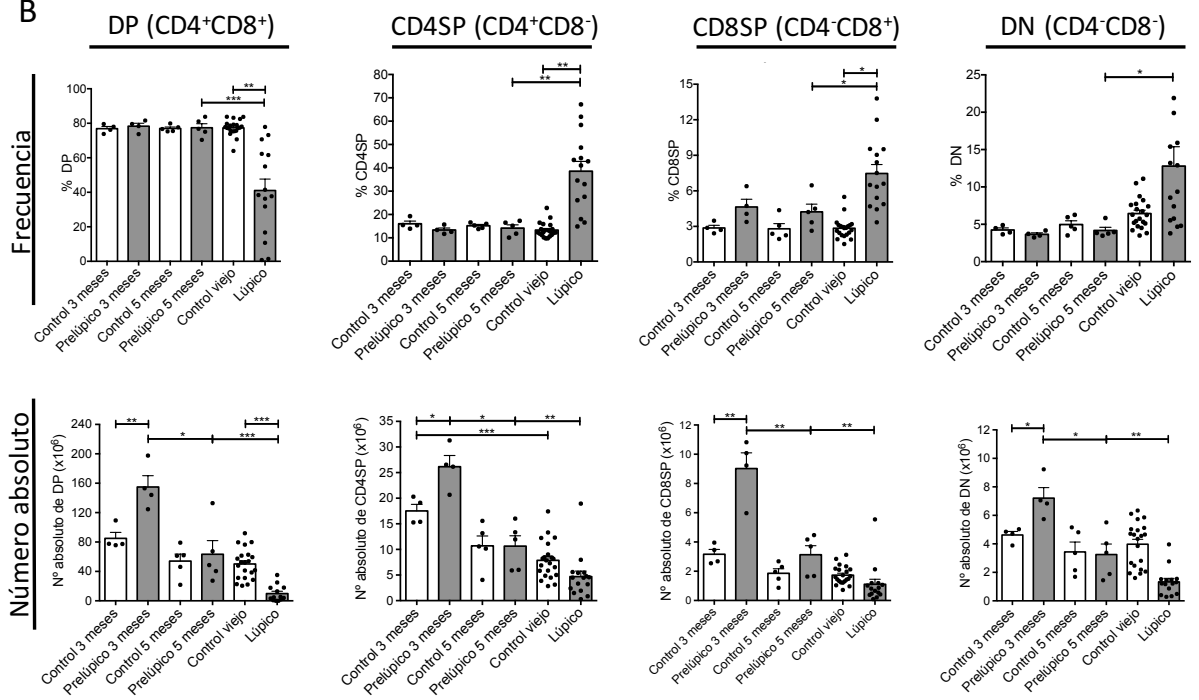 B
DP (CD4⁺CD8⁺)
CD4SP (CD4⁺CD8⁻)
CD8SP (CD4⁻CD8⁺)
DN (CD4⁻CD8⁻)
Frecuencia
% DP
100
80
60
40
20
0
***
**
Control 3 meses
Prelúpico 3 meses
Control 5 meses
Prelúpico 5 meses
Control viejo
Lúpico
% CD4SP
80
70
60
50
40
30
20
10
0
**
**
Control 3 meses
Prelúpico 3 meses
Control 5 meses
Prelúpico 5 meses
Control viejo
Lúpico
% CD8SP
15
12
9
6
3
0
*
*
Control 3 meses
Prelúpico 3 meses
Control 5 meses
Prelúpico 5 meses
Control viejo
Lúpico
% DN
25
20
15
10
5
0
*
Control 3 meses
Prelúpico 3 meses
Control 5 meses
Prelúpico 5 meses
Control viejo
Lúpico
Número absoluto
Nº absoluto de DP (x10⁶)
240
200
160
120
80
40
0
** ***
* ***
Control 3 meses
Prelúpico 3 meses
Control 5 meses
Prelúpico 5 meses
Control viejo
Lúpico
Nº absoluto de CD4SP (x10⁶)
35
30
25
20
15
10
5
0
* * **
***
Control 3 meses
Prelúpico 3 meses
Control 5 meses
Prelúpico 5 meses
Control viejo
Lúpico
Nº absoluto de CD8SP (x10⁶)
12
10
8
6
4
2
0
**
** **
Control 3 meses
Prelúpico 3 meses
Control 5 meses
Prelúpico 5 meses
Control viejo
Lúpico
Nº absoluto de DN (x10⁶)
12
10
8
6
4
2
0
*
* **
Control 3 meses
Prelúpico 3 meses
Control 5 meses
Prelúpico 5 meses
Control viejo
Lúpico